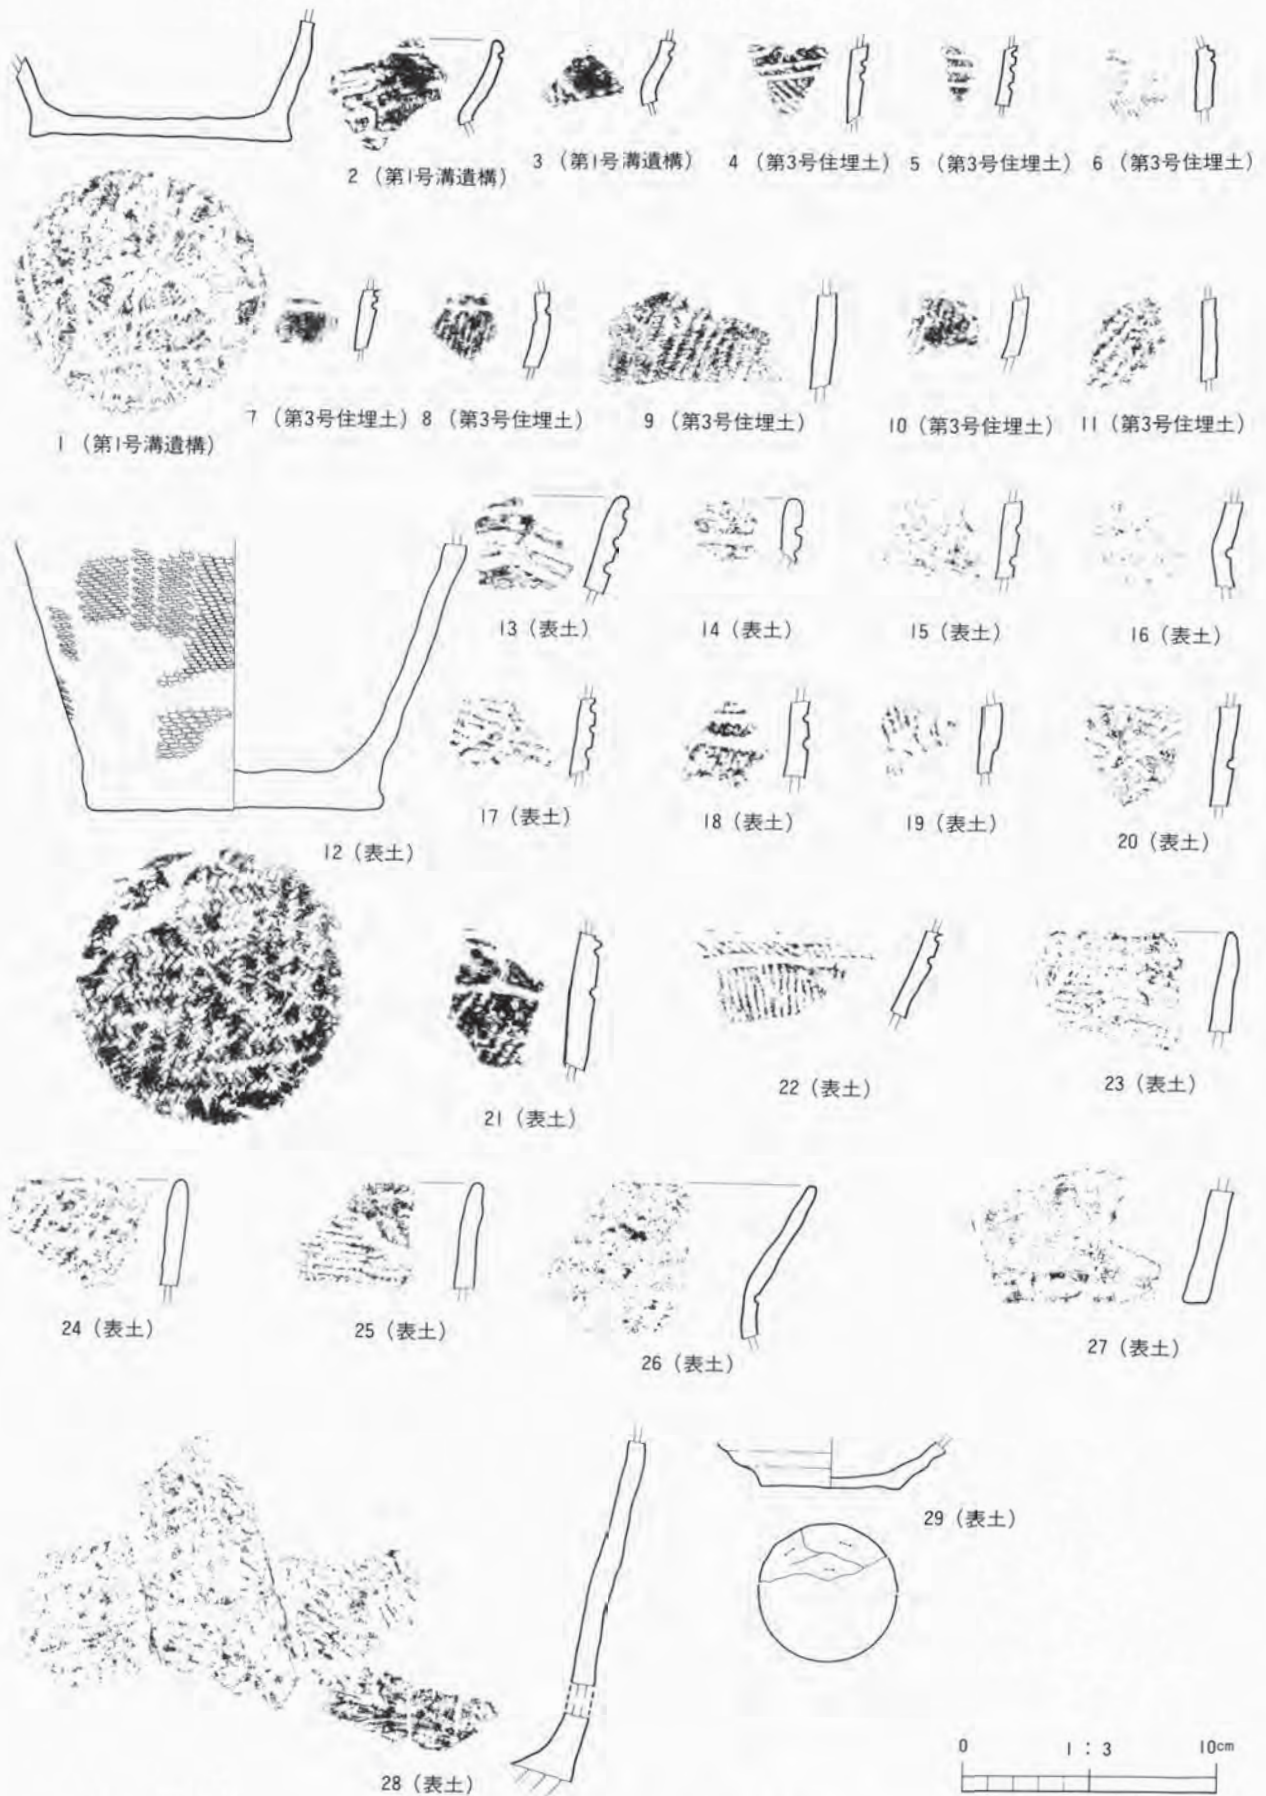 2（第1号溝遺構）
3（第1号溝遺構）
4（第3号住埋土）
5（第3号住埋土）
6（第3号住埋土）
1（第1号溝遺構）
7（第3号住埋土）
8（第3号住埋土）
9（第3号住埋土）
10（第3号住埋土）
11（第3号住埋土）
13（表土）
14（表土）
15（表土）
16（表土）
17（表土）
18（表土）
19（表土）
20（表土）
12（表土）
21（表土）
22（表土）
23（表土）
24（表土）
25（表土）
26（表土）
27（表土）
29（表土）
28（表土）
0 1：3 10cm